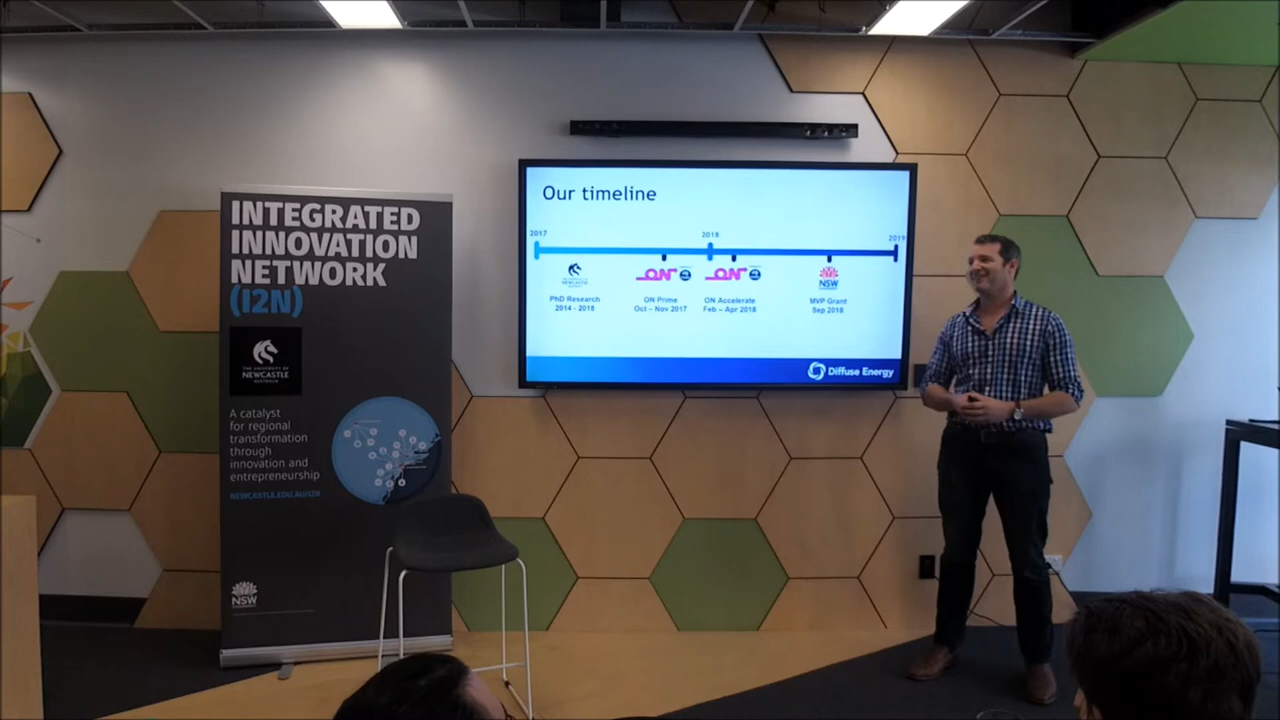 INTEGRATED
INNOVATION
NETWORK
(I2N)
THE UNIVERSITY OF
NEWCASTLE
AUSTRALIA
A catalyst
for regional
transformation
through
innovation and
entrepreneurship
NEWCASTLE.EDU.AU/I2N
NSW
Our timeline
2017
2018
2019
ON
ON
NSW
PhD Research
2014 - 2018
ON Prime
Oct – Nov 2017
ON Accelerate
Feb – Apr 2018
MVP Grant
Sep 2018
Diffuse Energy